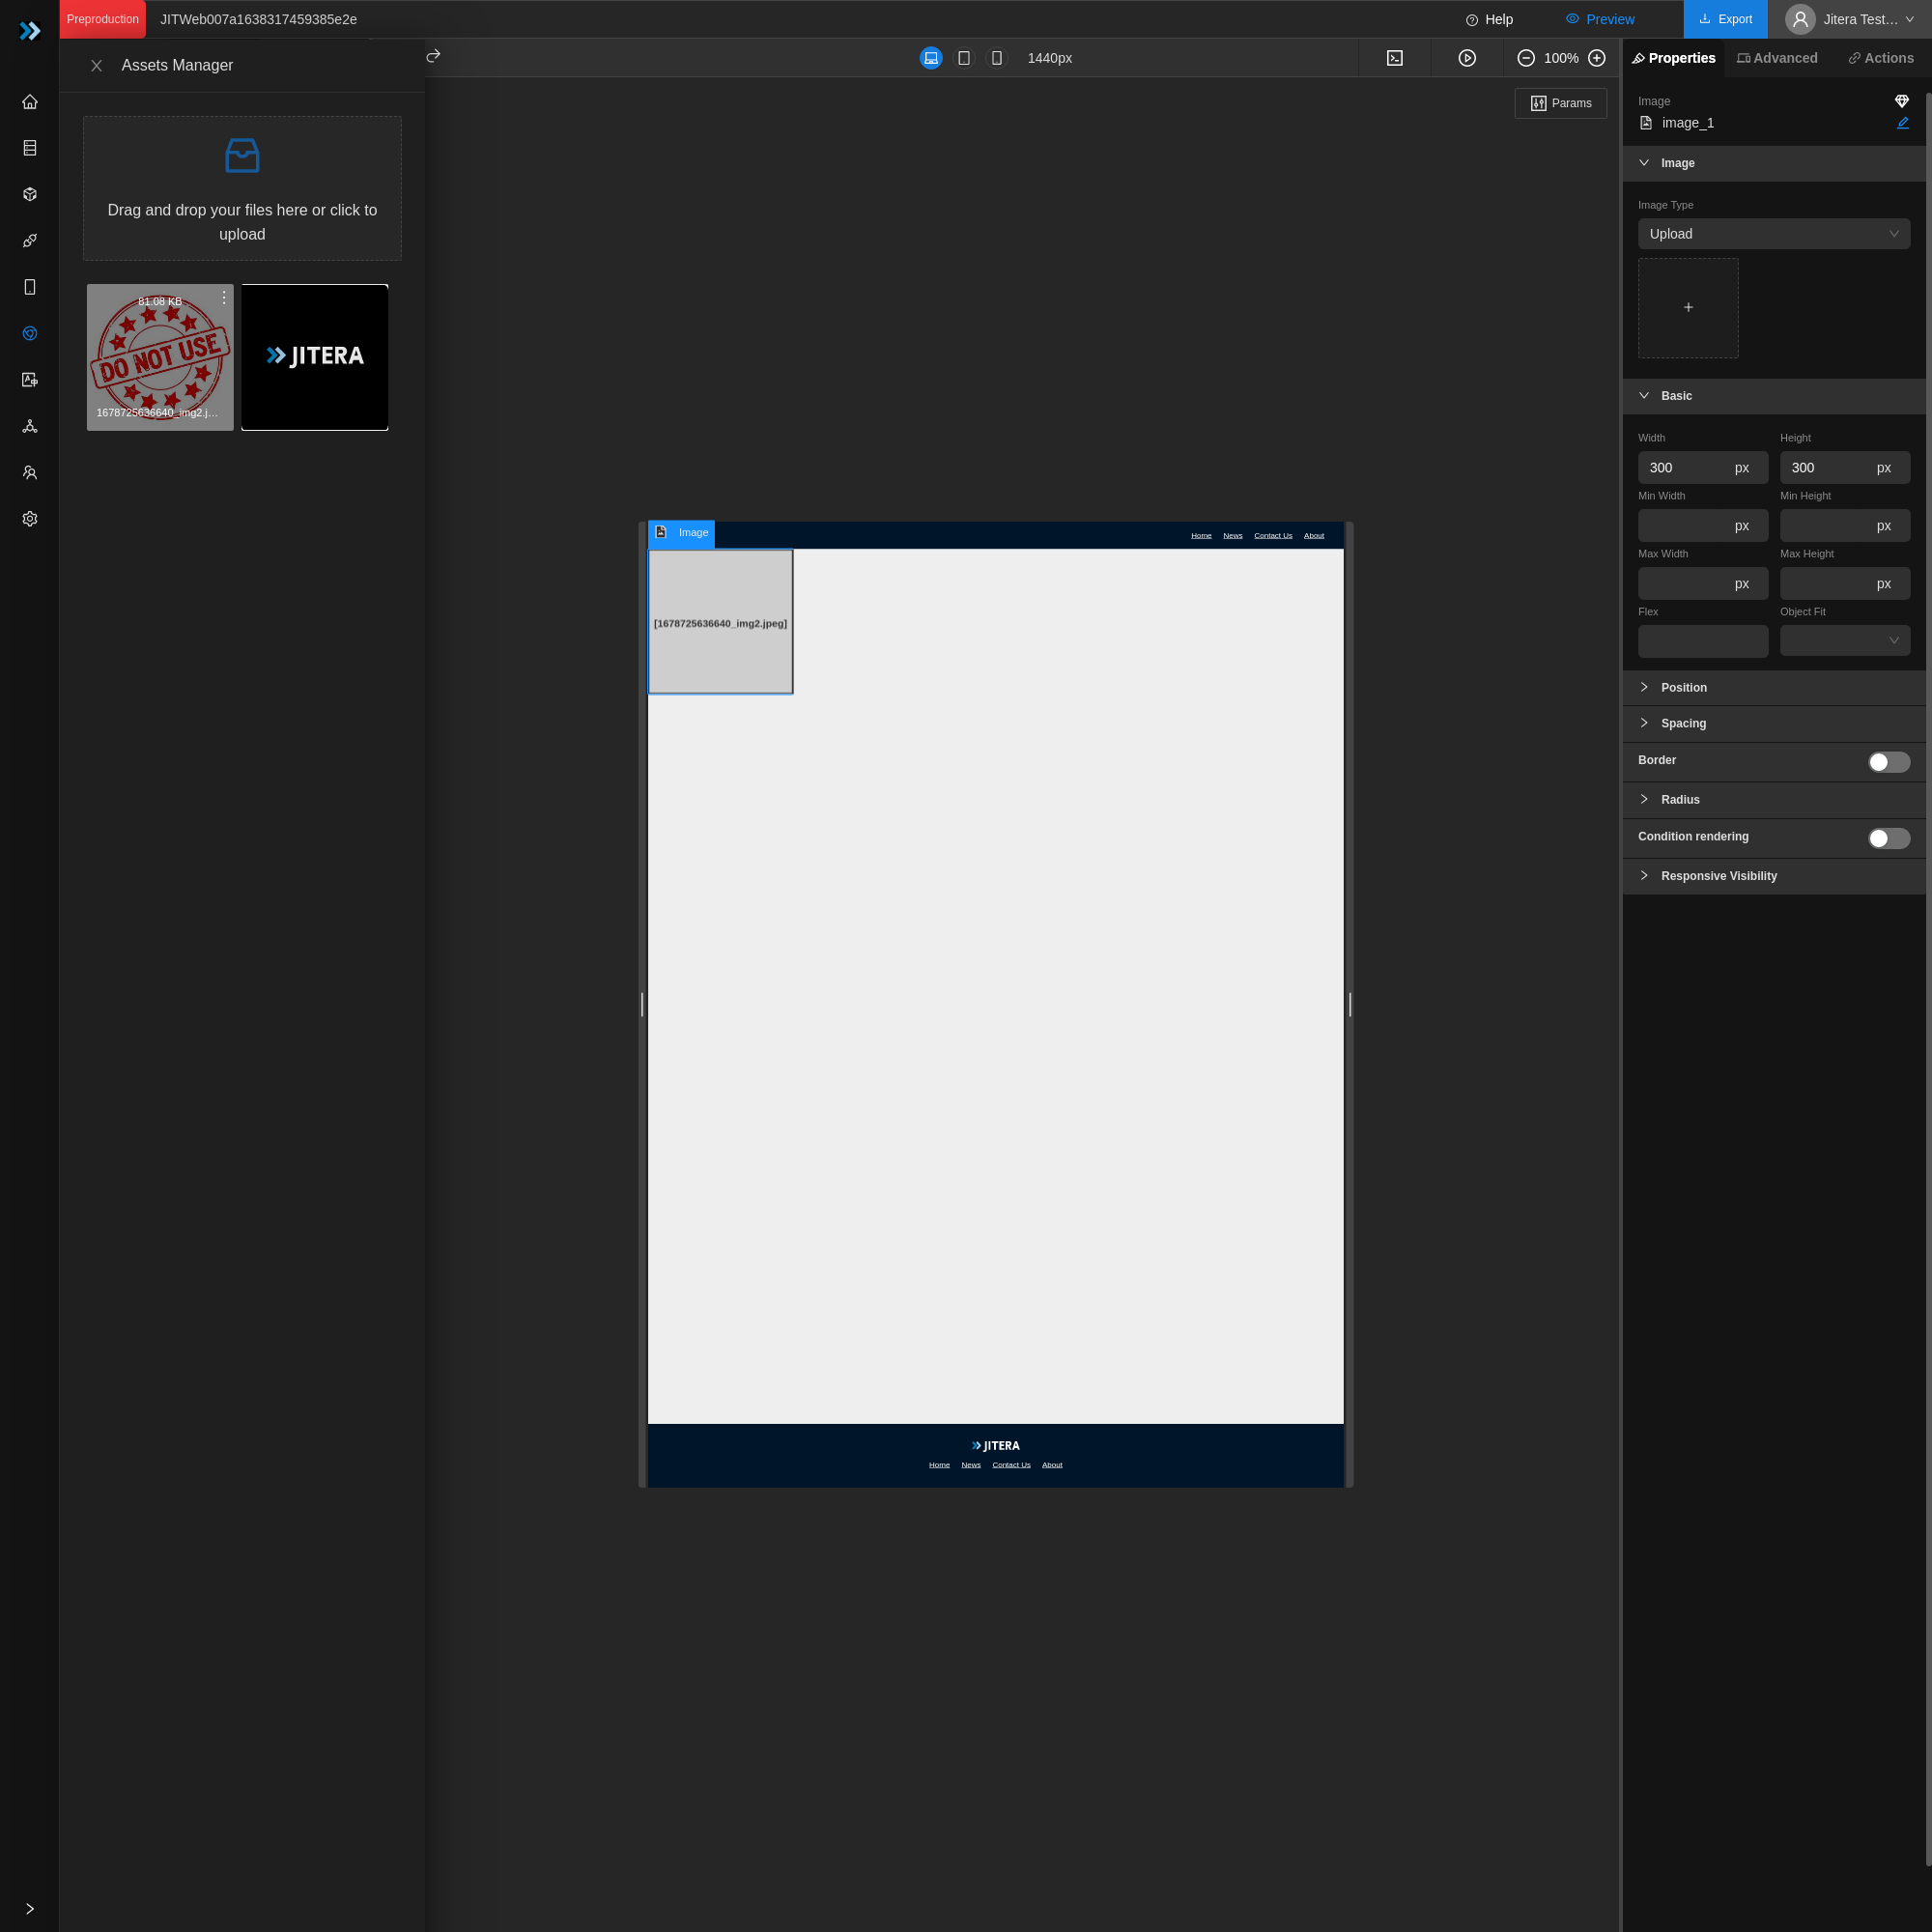 Preproduction
JITWeb007a1638317459385e2e
Help
Preview
Export
Jitera Test…
Assets Manager
1440px
100%
Properties
Advanced
Actions
Params
Drag and drop your files here or click to
upload
81.08 KB
DO NOT USE
1678725636640_img2.j…
JITERA
Image
Home
News
Contact Us
About
[1678725636640_img2.jpeg]
JITERA
Home
News
Contact Us
About
Image
image_1
Image
Image Type
Upload
Basic
Width
Height
300 px
300 px
Min Width
Min Height
px
px
Max Width
Max Height
px
px
Flex
Object Fit
Position
Spacing
Border
Radius
Condition rendering
Responsive Visibility